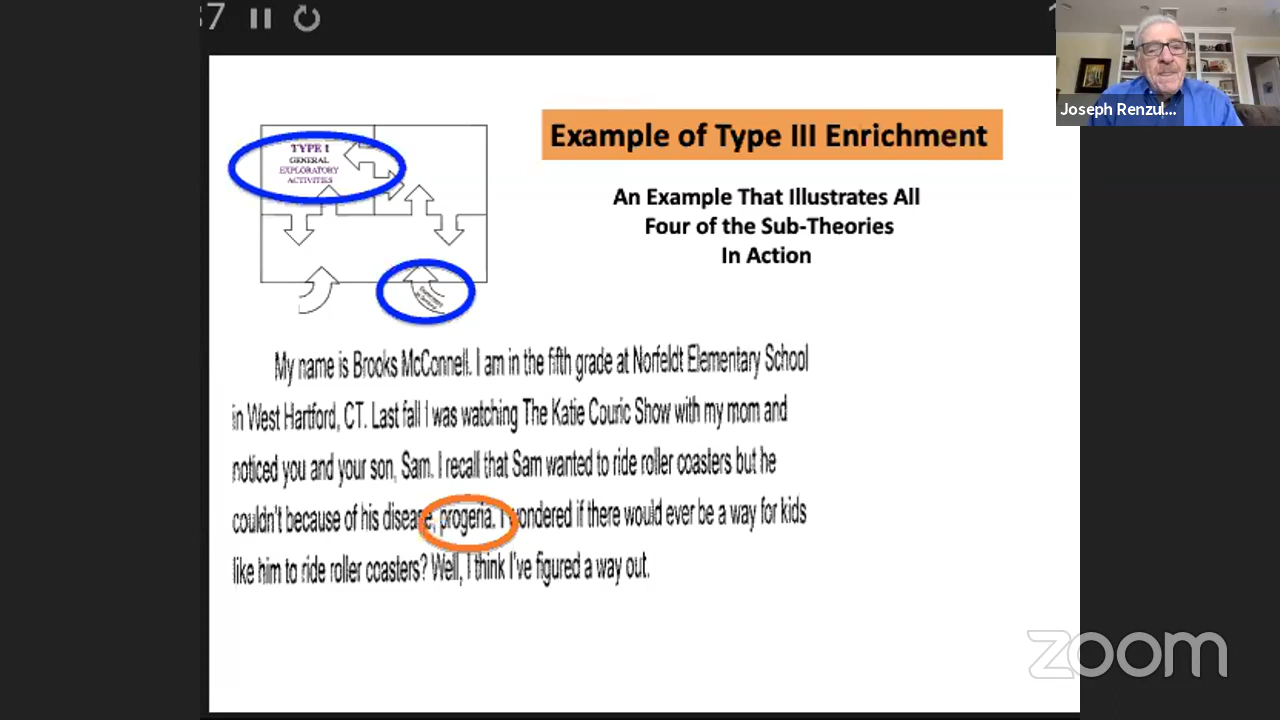 37
Joseph Renzul...
Example of Type III Enrichment
TYPE I
GENERAL
EXPLORATORY
ACTIVITIES
An Example That Illustrates All
Four of the Sub-Theories
In Action
My name is Brooks McConnell. I am in the fifth grade at Norfeldt Elementary School
in West Hartford, CT. Last fall I was watching The Katie Couric Show with my mom and
noticed you and your son, Sam. I recall that Sam wanted to ride roller coasters but he
couldn't because of his disease, progeria. I wondered if there would ever be a way for kids
like him to ride roller coasters? Well, I think I've figured a way out.
zoom